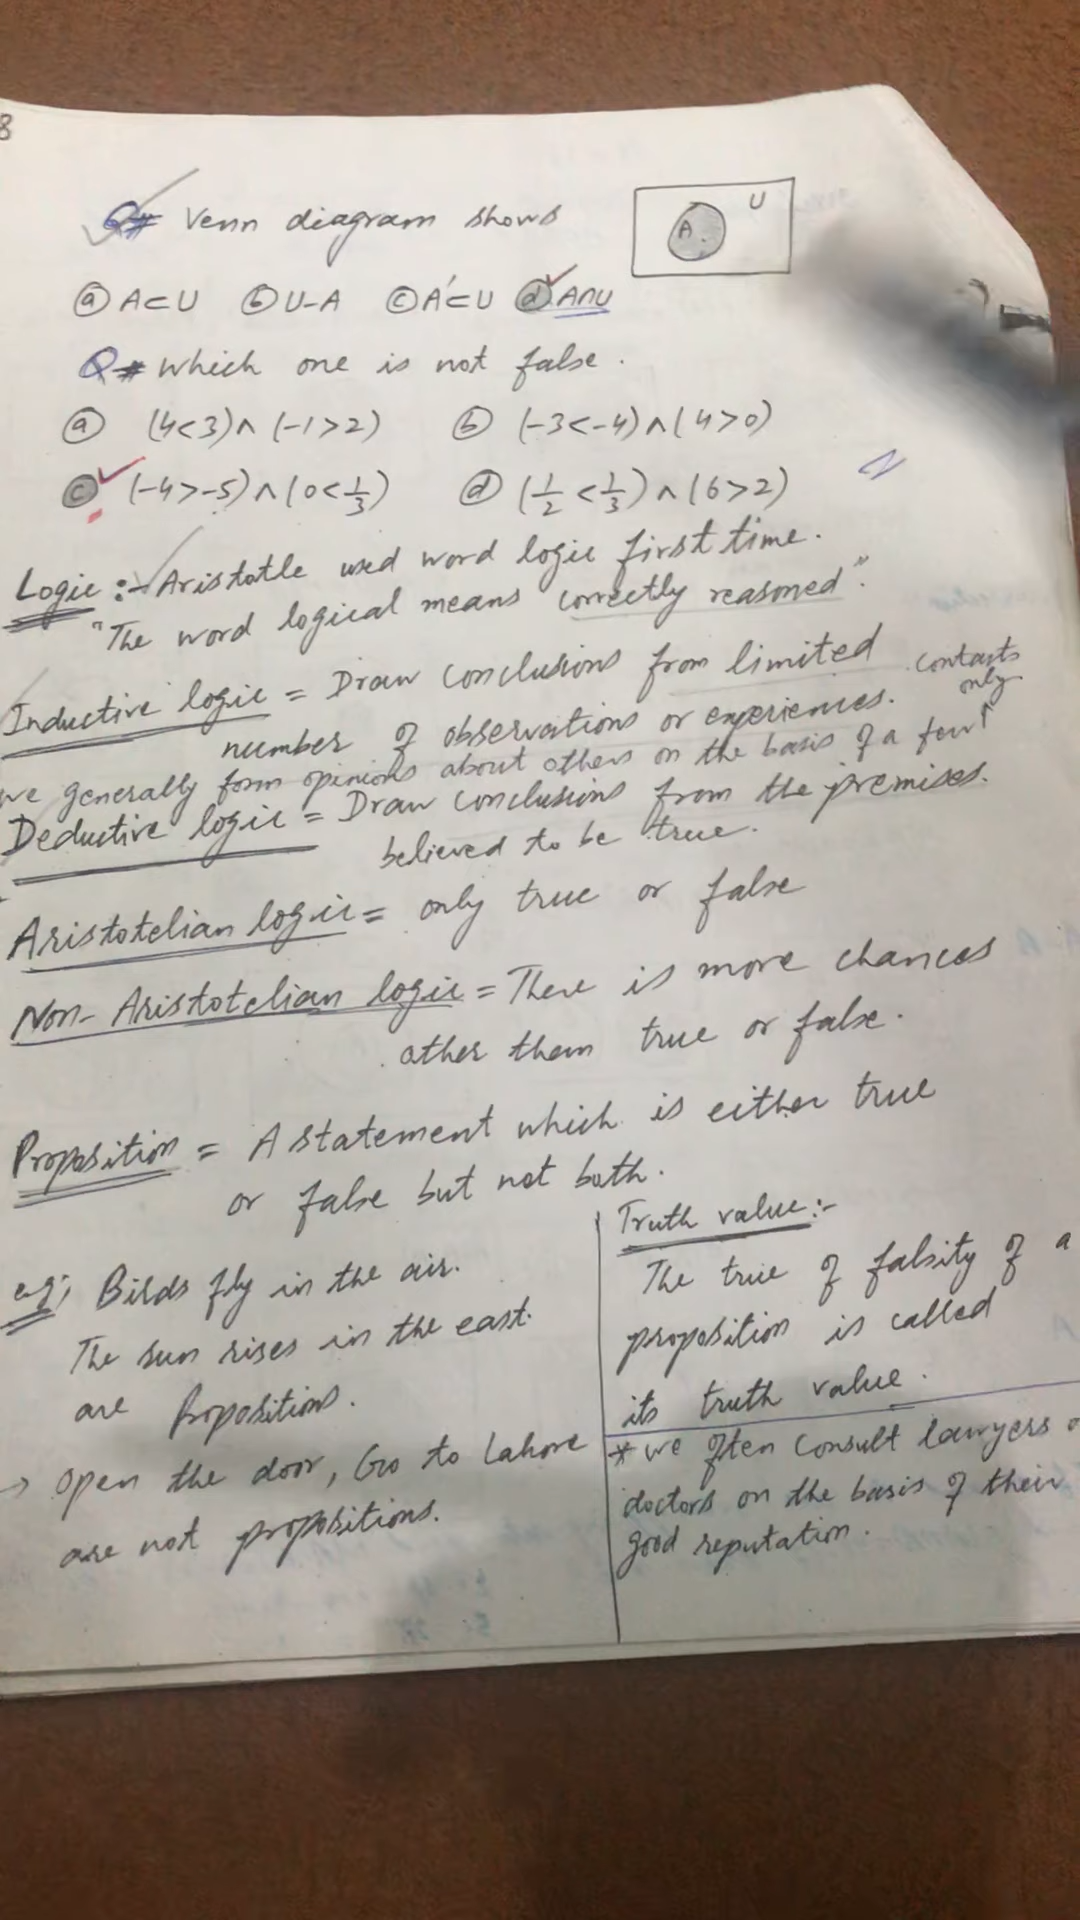 8
Q# Venn diagram shows
A U
ⓐ A⊂U ⓑ U-A ⓒ A'⊂U ⓓ A∩U
Q# which one is not false.
ⓐ (4<3)∧(-1>2) ⓑ (-3<-4)∧(4>0)
ⓒ (-4>-5)∧(0<1/3) ⓓ (1/2<1/3)∧(6>2)
Logic :- Aristotle used word logic first time.
"The word logical means correctly reasoned".
Inductive logic = Draw conclusions from limited
number of observations or experiences.
we generally form opinions about others on the basis of a few contacts only.
Deductive logic = Draw conclusions from the premises.
believed to be true.
Aristotelian logic = only true or false
Non-Aristotelian logic = There is more chances
other them true or false.
Proposition = A statement which is either true
or false but not both.
e.g; Birds fly in the air.
The sun rises in the east.
are Propositions.
→ open the door, Go to Lahore
are not propositions.
Truth value:-
The true of falsity of a
proposition is called
its truth value.
* we often consult lawyers
doctors on the basis of their
good reputation.